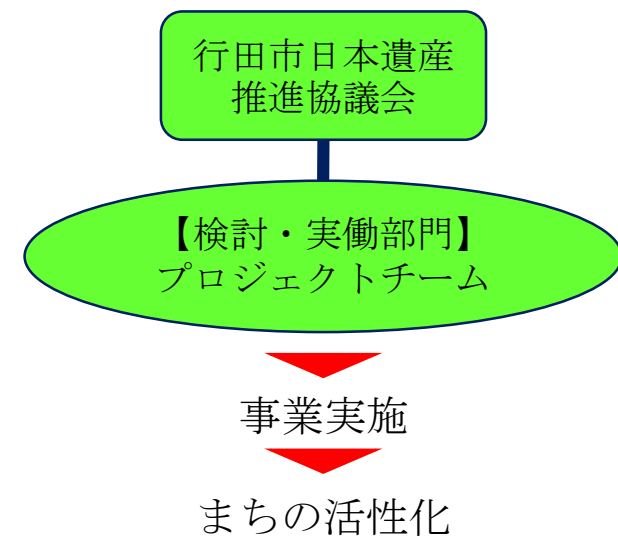 行田市日本遺産
推進協議会
【検討・実働部門】
プロジェクトチーム
事業実施
まちの活性化